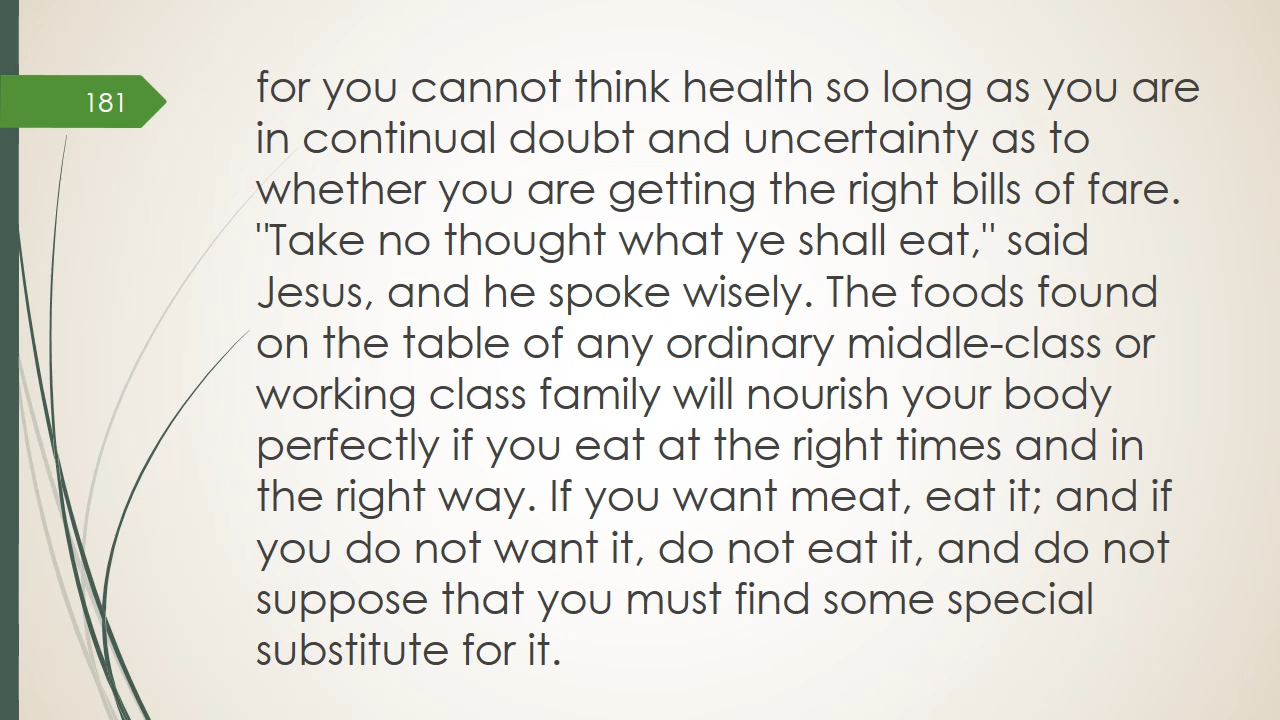 181
for you cannot think health so long as you are
in continual doubt and uncertainty as to
whether you are getting the right bills of fare.
"Take no thought what ye shall eat," said
Jesus, and he spoke wisely. The foods found
on the table of any ordinary middle-class or
working class family will nourish your body
perfectly if you eat at the right times and in
the right way. If you want meat, eat it; and if
you do not want it, do not eat it, and do not
suppose that you must find some special
substitute for it.